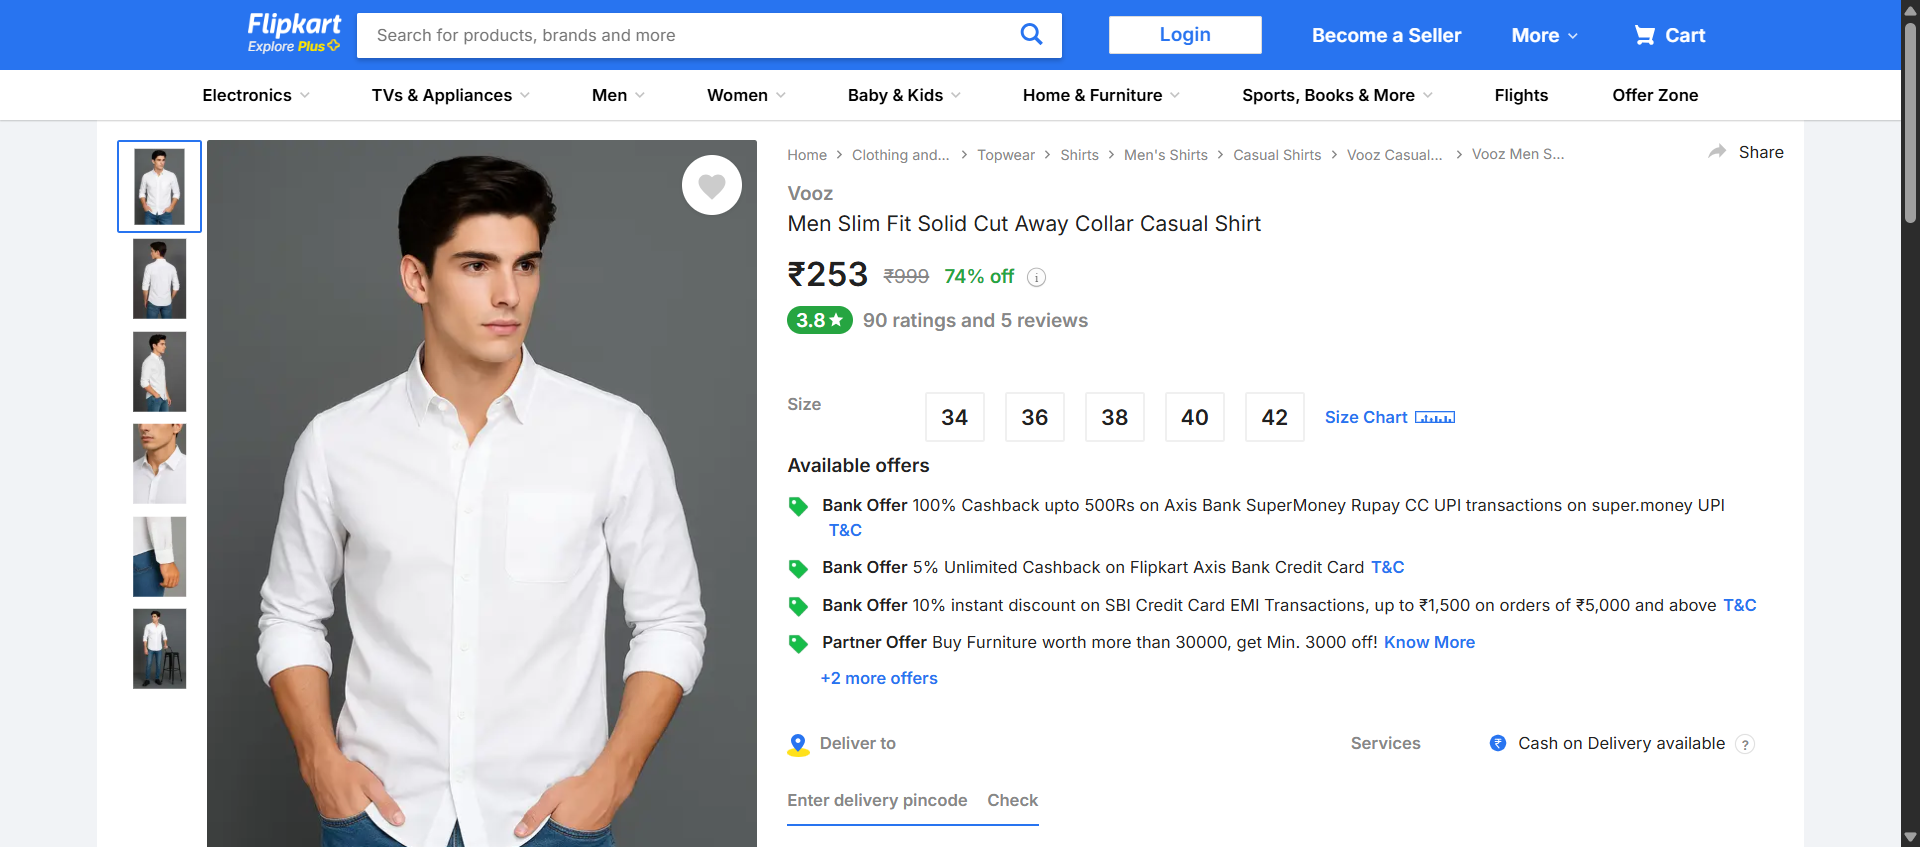 Flipkart
Explore Plus
Search for products, brands and more
Login
Become a Seller
More
Cart
Electronics
TVs & Appliances
Men
Women
Baby & Kids
Home & Furniture
Sports, Books & More
Flights
Offer Zone
Home
Clothing and...
Topwear
Shirts
Men's Shirts
Casual Shirts
Vooz Casual...
Vooz Men S...
Share
Vooz
Men Slim Fit Solid Cut Away Collar Casual Shirt
₹253 ₹999 74% off i
3.8★ 90 ratings and 5 reviews
Size
34
36
38
40
42
Size Chart
Available offers
Bank Offer 100% Cashback upto 500Rs on Axis Bank SuperMoney Rupay CC UPI transactions on super.money UPI
T&C
Bank Offer 5% Unlimited Cashback on Flipkart Axis Bank Credit Card T&C
Bank Offer 10% instant discount on SBI Credit Card EMI Transactions, up to ₹1,500 on orders of ₹5,000 and above T&C
Partner Offer Buy Furniture worth more than 30000, get Min. 3000 off! Know More
+2 more offers
Deliver to
Services
₹ Cash on Delivery available ?
Enter delivery pincode Check